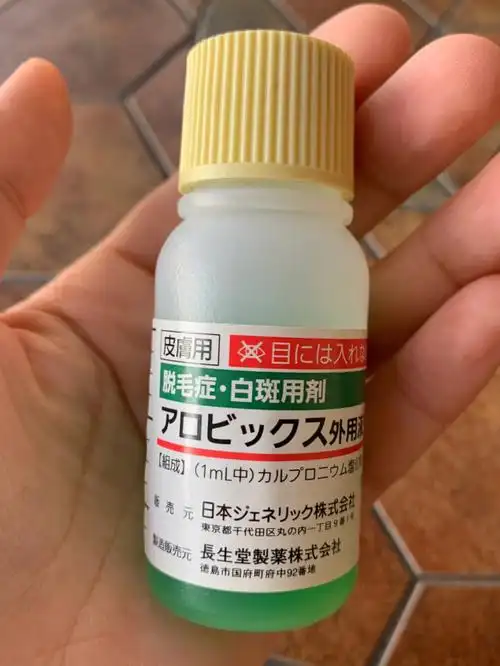 皮膚用 目には入れな
脱毛症・白斑用剤
アロビックス外用液
【組成】(1mL中)カルプロニウム塩化
販売元 日本ジェネリック株式会社
東京都千代田区丸の内一丁目9番1号
製造販売元 長生堂製薬株式会社
徳島市国府町府中92番地